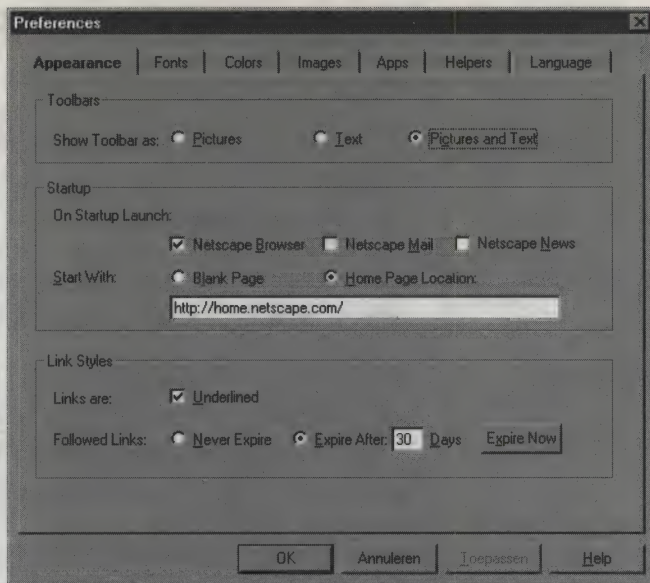 Preferences
Appearance Fonts Colors Images Apps Helpers Language
Toolbars
Show Toolbar as: Pictures Text Pictures and Text
Startup
On Startup Launch:
Netscape Browser Netscape Mail Netscape News
Start With: Blank Page Home Page Location:
http://home.netscape.com/
Link Styles
Links are: Underlined
Followed Links: Never Expire Expire After: 30 Days Expire Now
OK Annuleren Toepassen Help